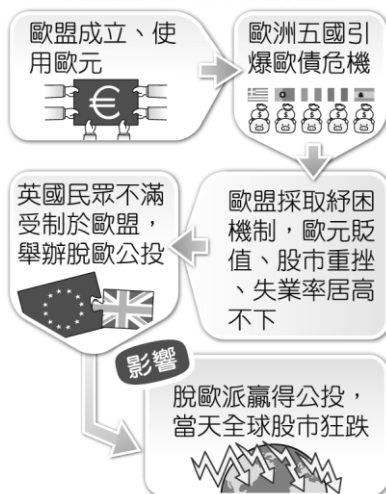 歐盟成立、使
用歐元
€
歐洲五國引
爆歐債危機
歐盟採取紓困
機制，歐元貶
值、股市重挫
、失業率居高
不下
英國民眾不滿
受制於歐盟，
舉辦脫歐公投
影響
脫歐派贏得公投，
當天全球股市狂跌